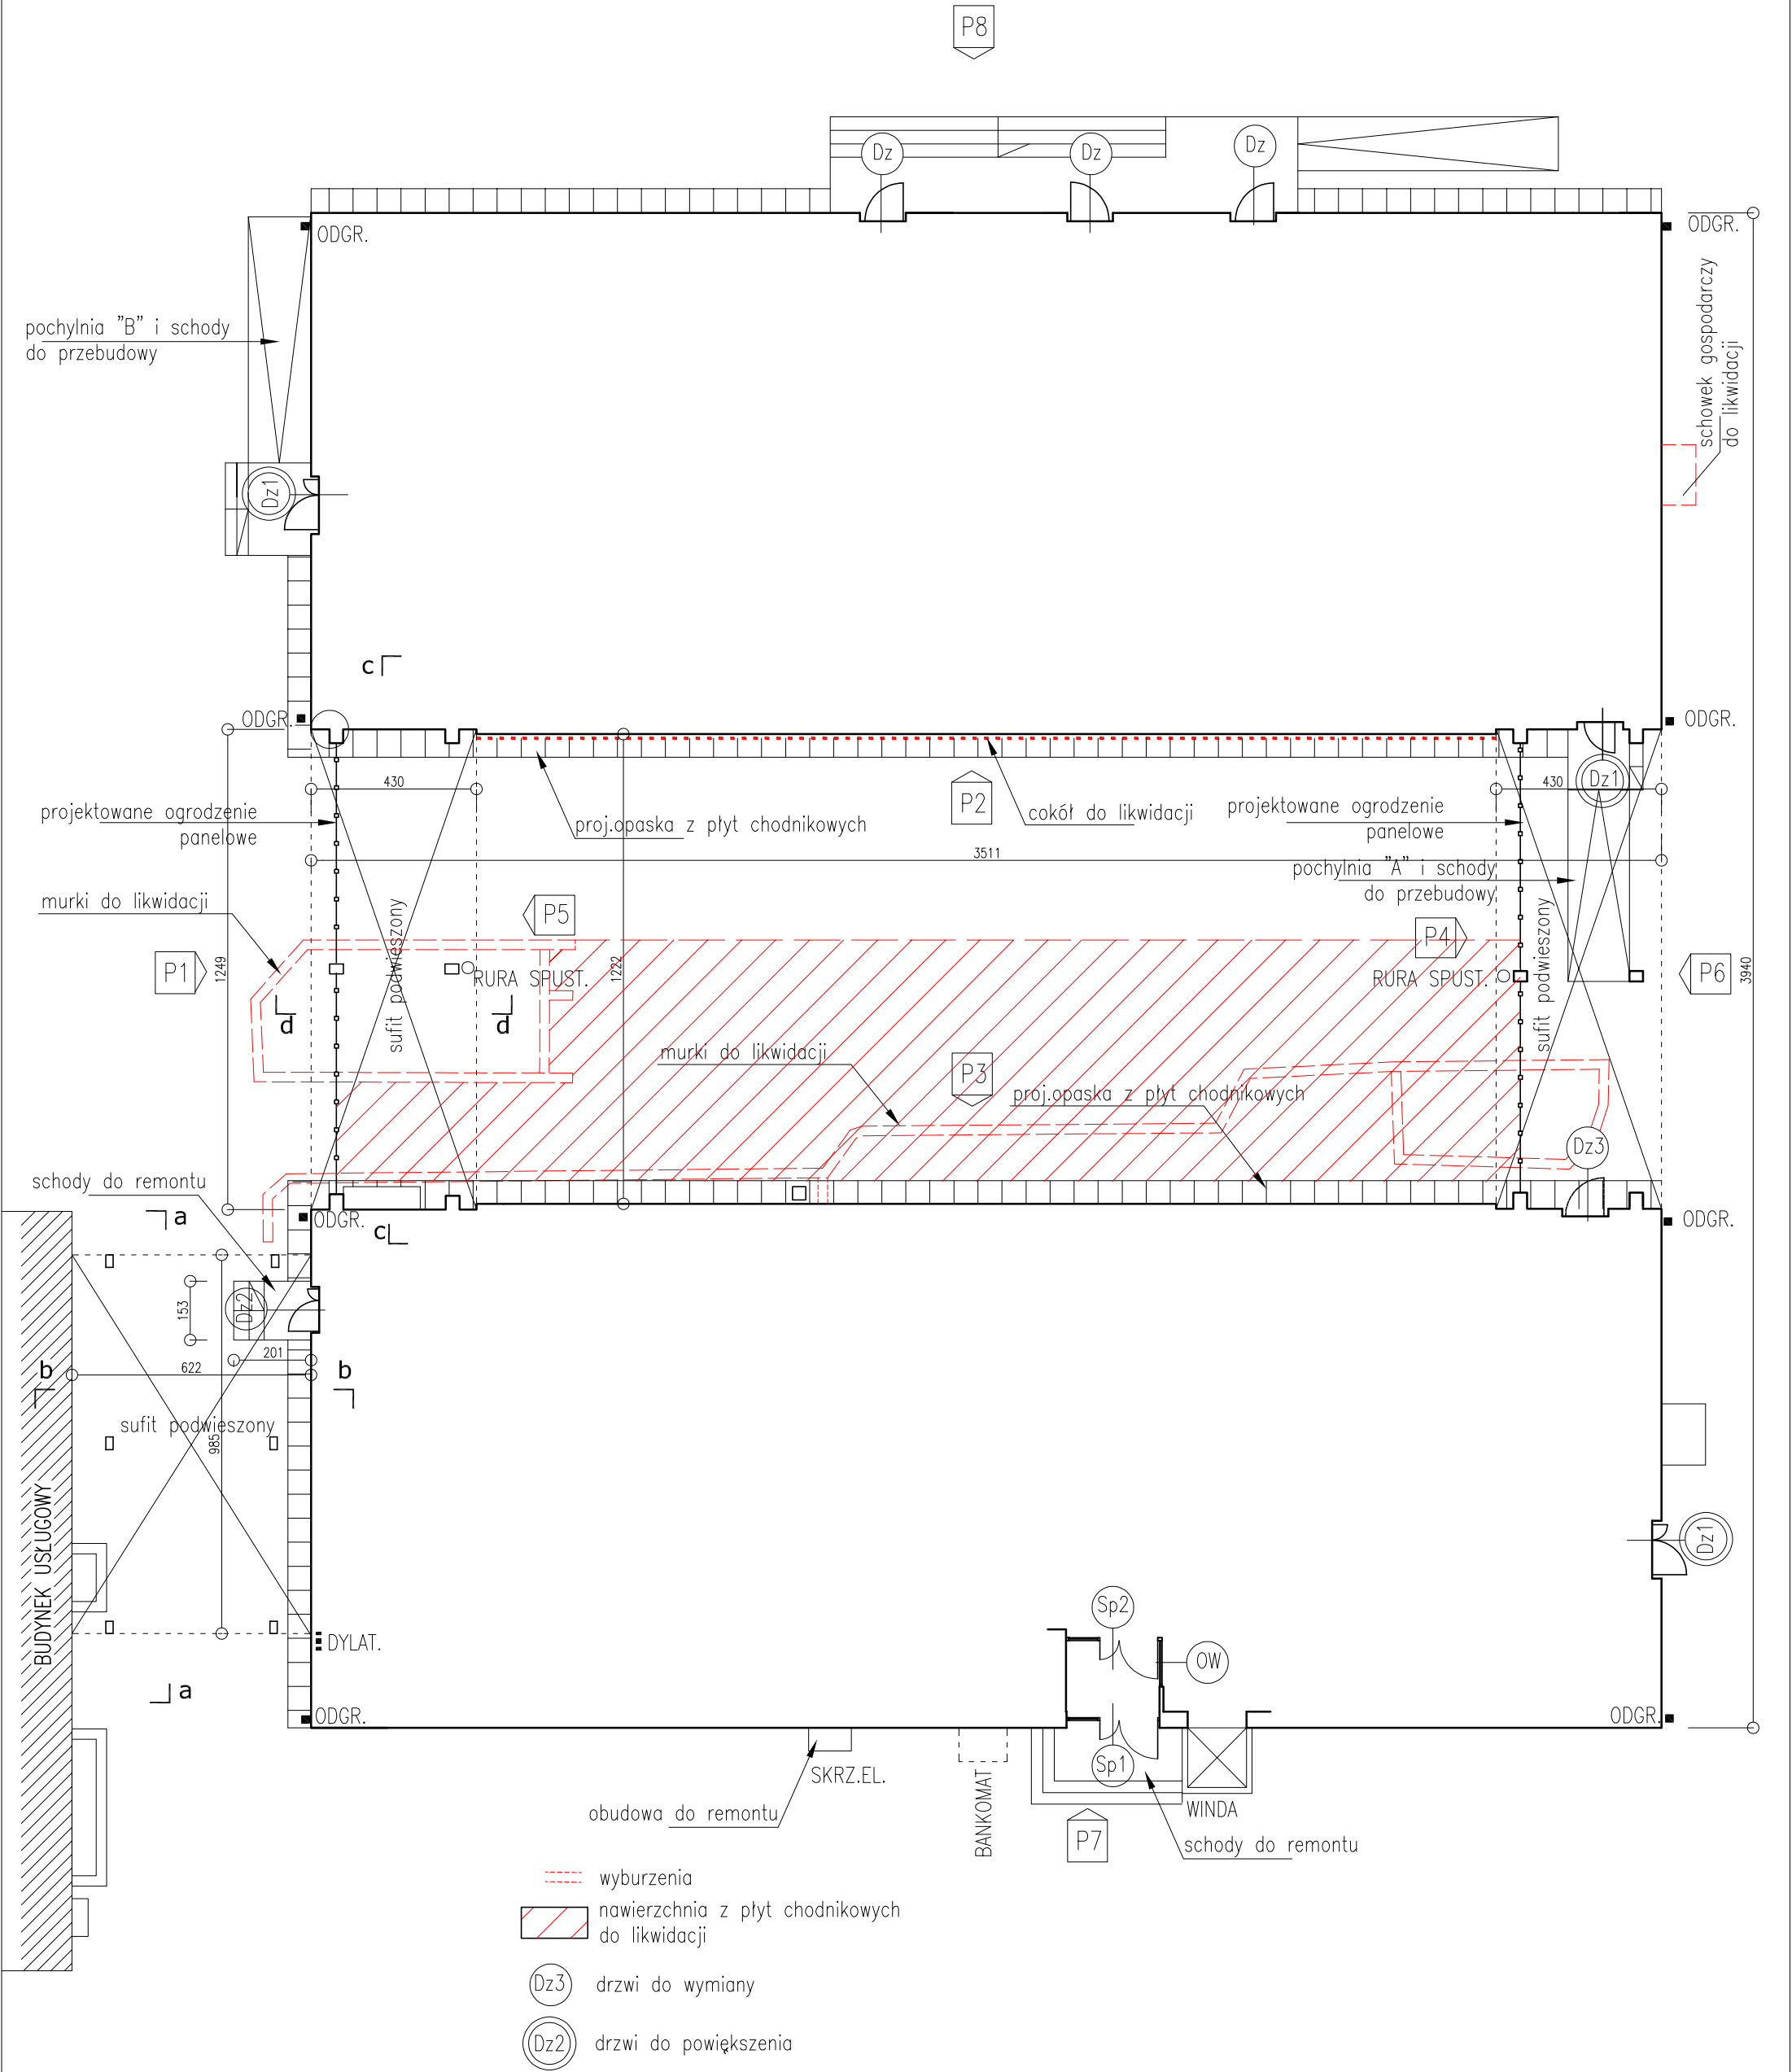 P8
Dz
Dz
Dz
ODGR.
ODGR.
pochylnia "B" i schody
do przebudowy
schowek gospodarczy
do likwidacji
Dz1
c
ODGR.
ODGR.
430
430
Dz1
projektowane ogrodzenie
panelowe
proj.opaska z płyt chodnikowych
P2
cokół do likwidacji
projektowane ogrodzenie
panelowe
3511
pochylnia "A" i schody
do przebudowy
murki do likwidacji
P5
P4
sufit podwieszony
sufit podwieszony
P1
1249
1222
RURA SPUST.
RURA SPUST.
P6
3940
d
d
murki do likwidacji
P3
proj.opaska z płyt chodnikowych
Dz3
schody do remontu
a
ODGR.
c
ODGR.
153
Dz2
201
622
b
b
sufit podwieszony
985
BUDYNEK USŁUGOWY
Dz1
Sp2
OW
DYLAT.
a
ODGR.
ODGR.
Sp1
SKRZ.EL.
BANKOMAT
WINDA
obudowa do remontu
P7
schody do remontu
wyburzenia
nawierzchnia z płyt chodnikowych
do likwidacji
Dz3
drzwi do wymiany
Dz2
drzwi do powiększenia